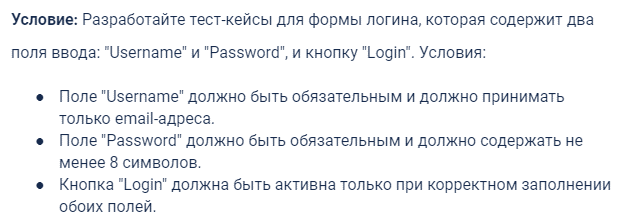 Условие: Разработайте тест-кейсы для формы логина, которая содержит два
поля ввода: "Username" и "Password", и кнопку "Login". Условия:
● Поле "Username" должно быть обязательным и должно принимать
только email-адреса.
● Поле "Password" должно быть обязательным и должно содержать не
менее 8 символов.
● Кнопка "Login" должна быть активна только при корректном заполнении
обоих полей.